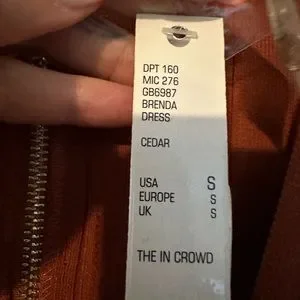 DPT 160
MIC 276
GB6987
BRENDA
DRESS
CEDAR
USA S
EUROPE S
UK S
THE IN CROWD